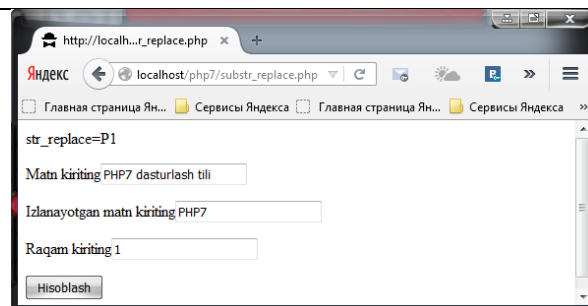 http://localh...r_replace.php × +
Яндекс localhost/php7/substr_replace.php
Главная страница Ян... Сервисы Яндекса Главная страница Ян... Сервисы Яндекса »
str_replace=P1
Matn kiriting PHP7 dasturlash tili
Izlanayotgan matn kiriting PHP7
Raqam kiriting 1
Hisoblash